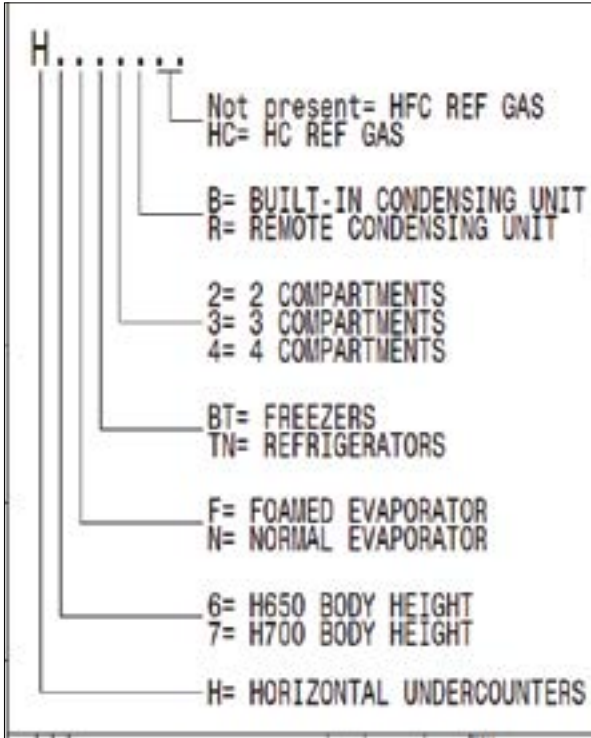 H......
Not present= HFC REF GAS
HC= HC REF GAS
B= BUILT-IN CONDENSING UNIT
R= REMOTE CONDENSING UNIT
2= 2 COMPARTMENTS
3= 3 COMPARTMENTS
4= 4 COMPARTMENTS
BT= FREEZERS
TN= REFRIGERATORS
F= FOAMED EVAPORATOR
N= NORMAL EVAPORATOR
6= H650 BODY HEIGHT
7= H700 BODY HEIGHT
H= HORIZONTAL UNDERCOUNTERS